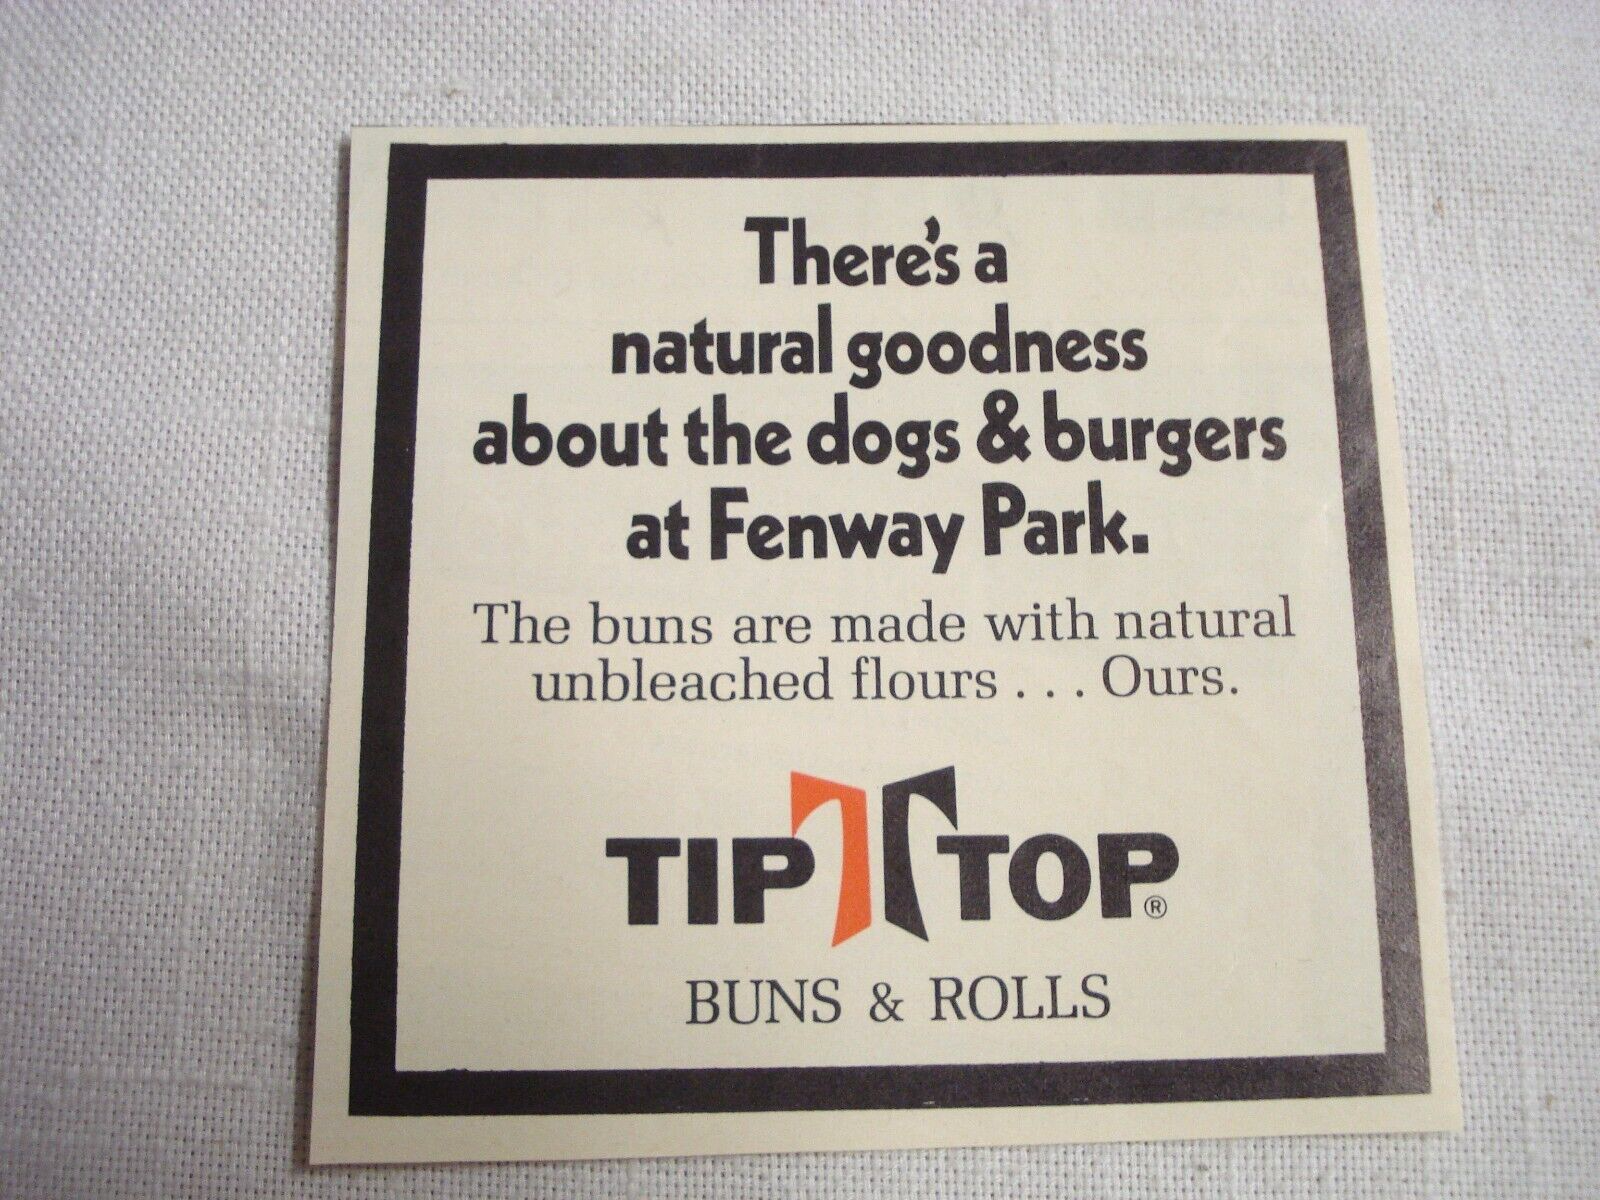 There's a
natural goodness
about the dogs & burgers
at Fenway Park.
The buns are made with natural
unbleached flours . . . Ours.
TIP TOP®
BUNS & ROLLS